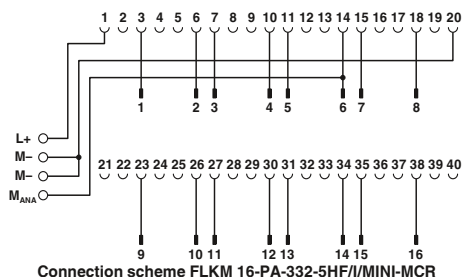 1 2 3 4 5 6 7 8 9 10 11 12 13 14 15 16 17 18 19 20
1 2 3 4 5 6 7 8
L+
M–
M–
MANA
21 22 23 24 25 26 27 28 29 30 31 32 33 34 35 36 37 38 39 40
9 10 11 12 13 14 15 16
Connection scheme FLKM 16-PA-332-5HF/I/MINI-MCR